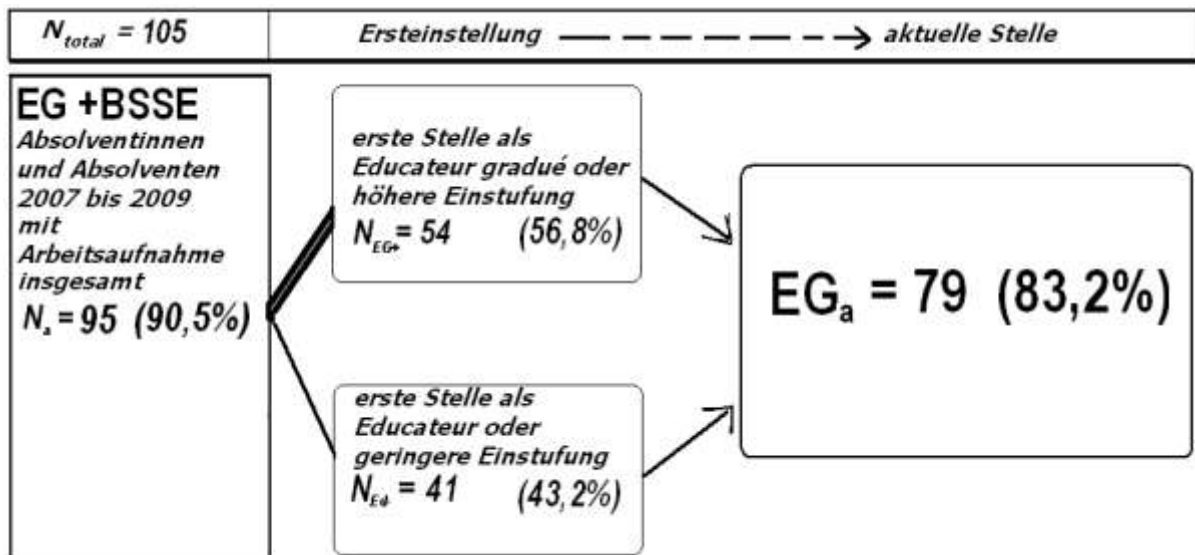 N_total = 105
Ersteinstellung
aktuelle Stelle
EG +BSSE
Absolventinnen
und Absolventen
2007 bis 2009
mit
Arbeitsaufnahme
insgesamt
N_a = 95 (90,5%)
erste Stelle als
Educateur gradué oder
höhere Einstufung
N_EG+ = 54 (56,8%)
erste Stelle als
Educateur oder
geringere Einstufung
N = 41 (43,2%)
EG_a = 79 (83,2%)